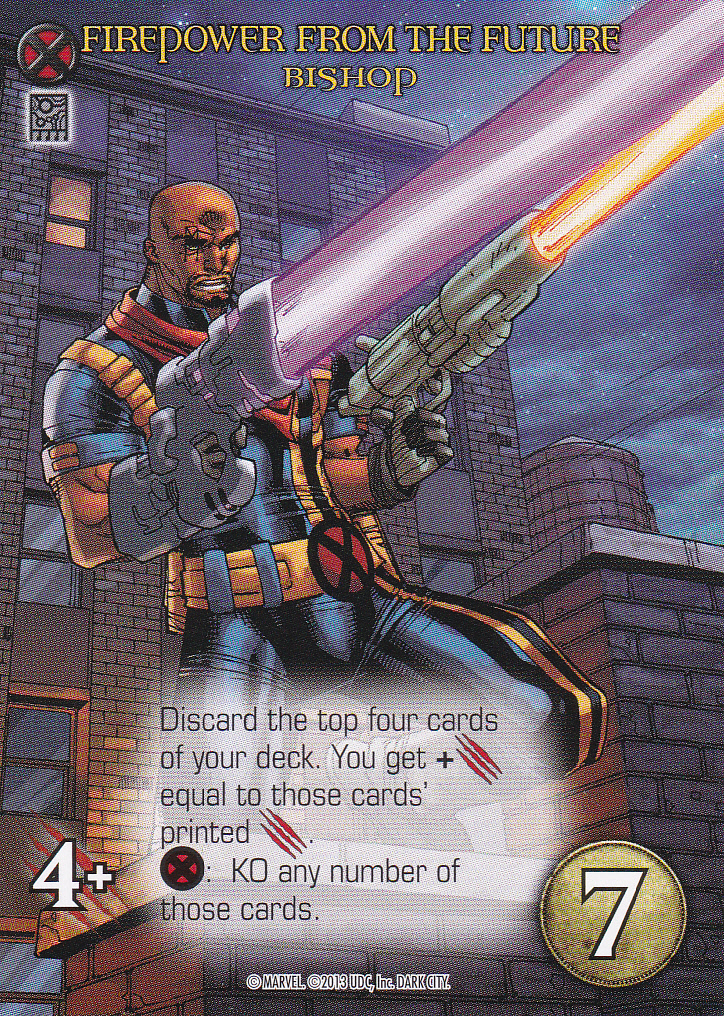 FIREPOWER FROM THE FUTURE
BISHOP
Discard the top four cards
of your deck. You get +
equal to those cards'
printed .
: KO any number of
those cards.
4+
7
© MARVEL. ©2013 UDC, Inc. DARK CITY.